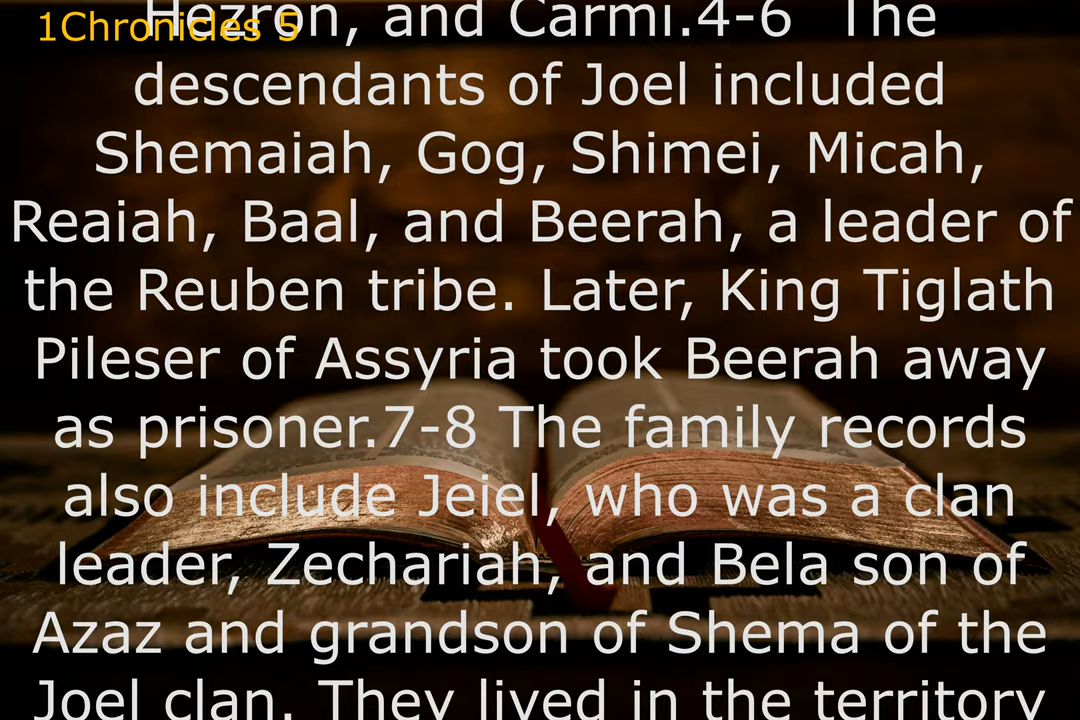 1Chronicles 5
Hezron, and Carmi.4-6  The
descendants of Joel included
Shemaiah, Gog, Shimei, Micah,
Reaiah, Baal, and Beerah, a leader of
the Reuben tribe. Later, King Tiglath
Pileser of Assyria took Beerah away
as prisoner.7-8 The family records
also include Jeiel, who was a clan
leader, Zechariah, and Bela son of
Azaz and grandson of Shema of the
Joel clan. They lived in the territory